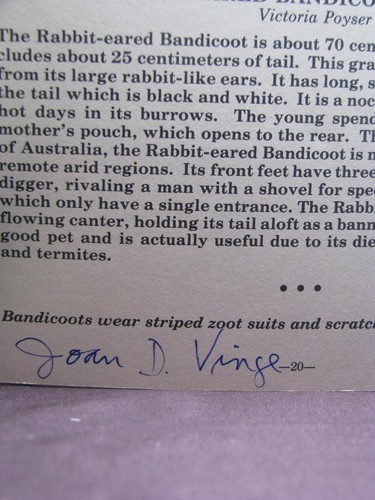 RED BANDICOO
Victoria Poyser
The Rabbit-eared Bandicoot is about 70 cen
cludes about 25 centimeters of tail. This gra
from its large rabbit-like ears. It has long, s
the tail which is black and white. It is a noc
hot days in its burrows. The young spend
mother's pouch, which opens to the rear. Th
of Australia, the Rabbit-eared Bandicoot is n
remote arid regions. Its front feet have three
digger, rivaling a man with a shovel for spee
which only have a single entrance. The Rabb
flowing canter, holding its tail aloft as a bann
good pet and is actually useful due to its die
and termites.
• • •
Bandicoots wear striped zoot suits and scratch
Joan D. Vinge
—20—